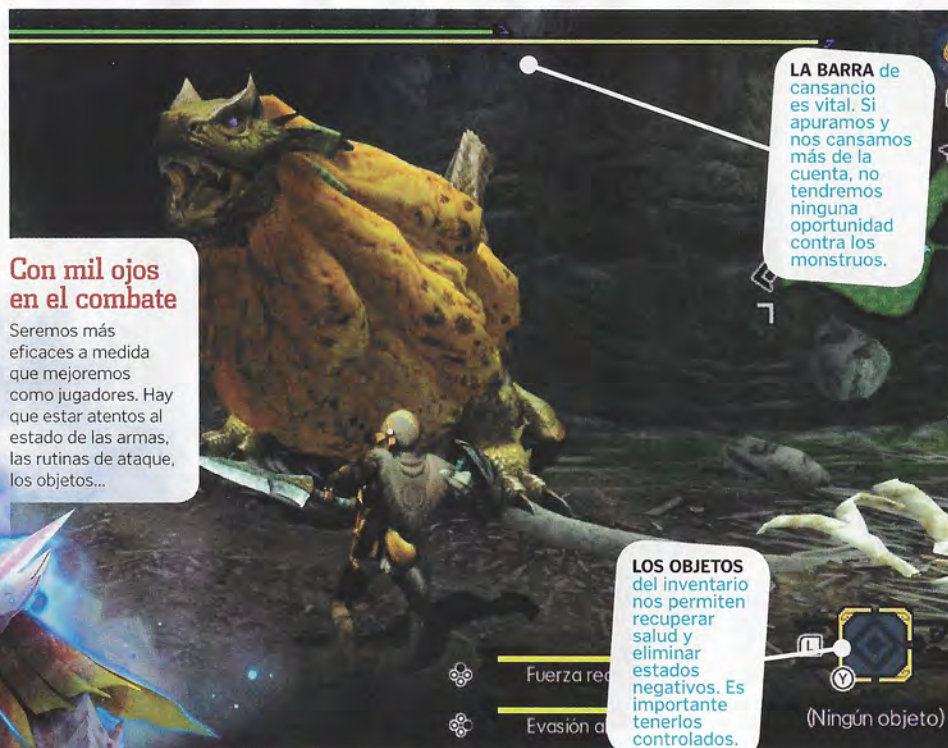 LA BARRA de
cansancio
es vital. Si
apuramos y
nos cansamos
más de la
cuenta, no
tendremos
ninguna
oportunidad
contra los
monstruos.
Con mil ojos
en el combate
Seremos más
eficaces a medida
que mejoremos
como jugadores. Hay
que estar atentos al
estado de las armas,
las rutinas de ataque,
los objetos...
LOS OBJETOS
del inventario
nos permiten
recuperar
salud y
eliminar
estados
negativos. Es
importante
tenerlos
controlados.
L
Y
Fuerza
Evasión
(Ningún objeto)